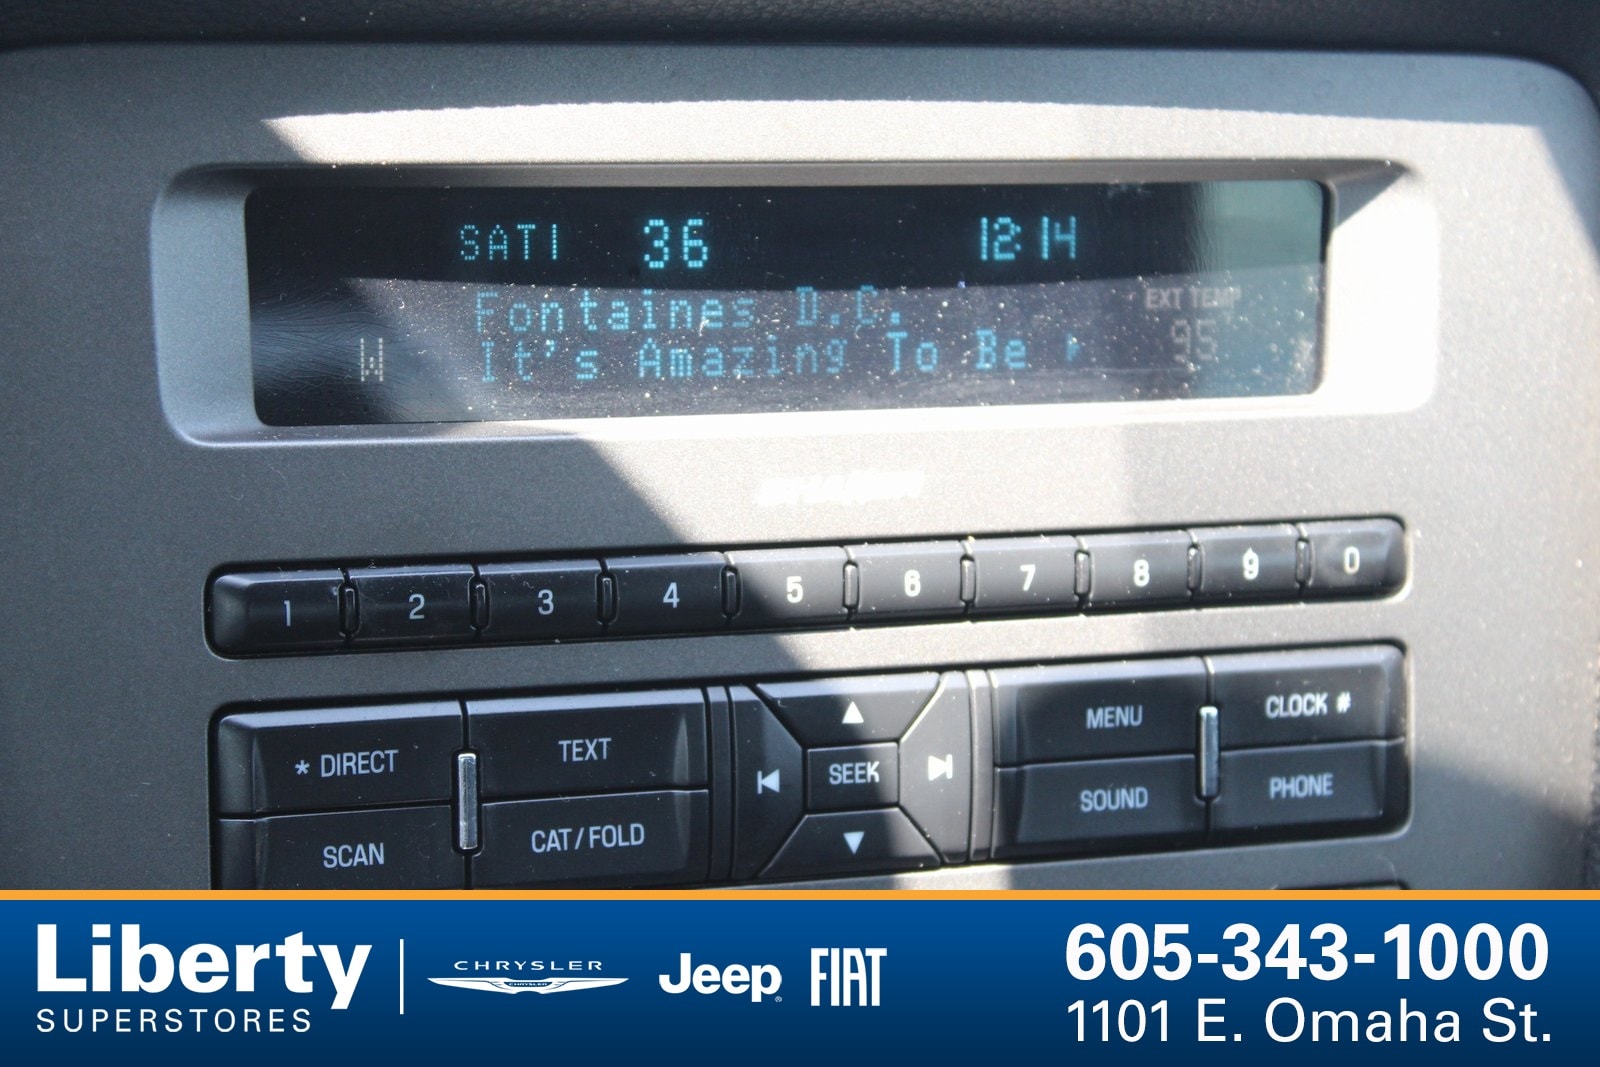 SAT1 36 12:14
Fontaines D.C. EXT TEMP
W It's Amazing To Be 95
SHAKER
1 2 3 4 5 6 7 8 9 0
* DIRECT TEXT SEEK MENU CLOCK #
SCAN CAT/FOLD SOUND PHONE
Liberty CHRYSLER Jeep FIAT 605-343-1000
SUPERSTORES 1101 E. Omaha St.